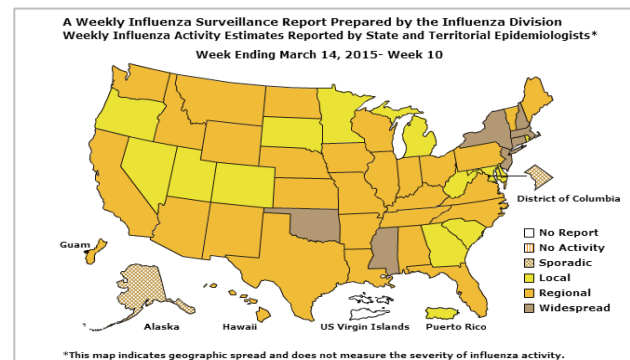 A Weekly Influenza Surveillance Report Prepared by the Influenza Division
Weekly Influenza Activity Estimates Reported by State and Territorial Epidemiologists*
Week Ending March 14, 2015- Week 10
District of Columbia
Guam
No Report
No Activity
Sporadic
Local
Regional
Widespread
Alaska
Hawaii
US Virgin Islands
Puerto Rico
*This map indicates geographic spread and does not measure the severity of influenza activity.